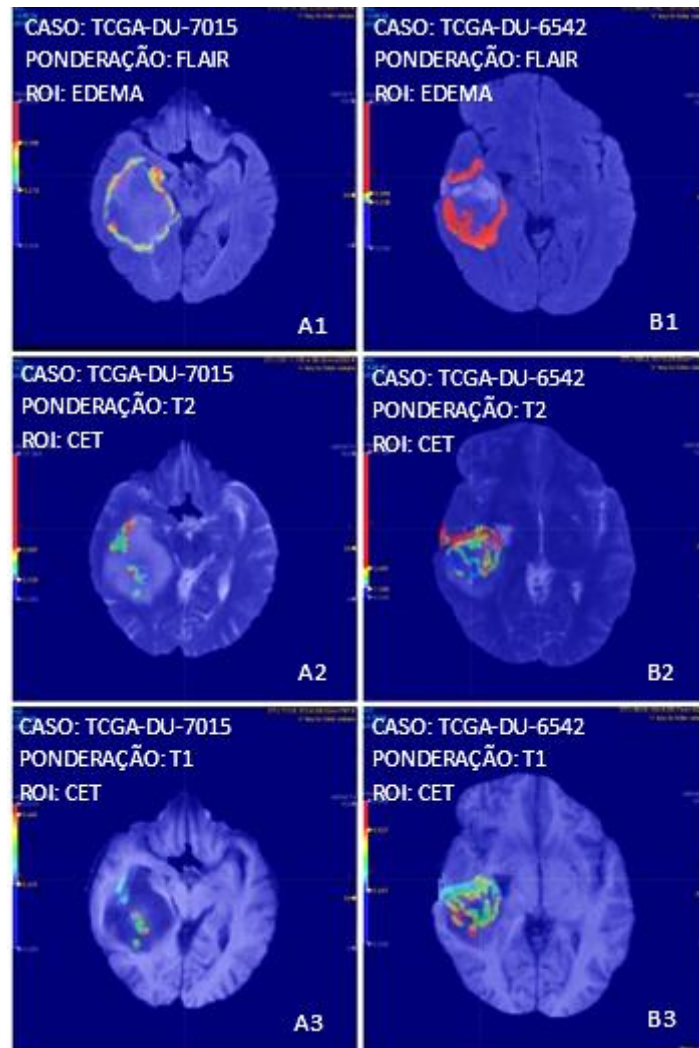 CASO: TCGA-DU-7015
PONDERAÇÃO: FLAIR
ROI: EDEMA
A1
CASO: TCGA-DU-6542
PONDERAÇÃO: FLAIR
ROI: EDEMA
B1
CASO: TCGA-DU-7015
PONDERAÇÃO: T2
ROI: CET
A2
CASO: TCGA-DU-6542
PONDERAÇÃO: T2
ROI: CET
B2
CASO: TCGA-DU-7015
PONDERAÇÃO: T1
ROI: CET
A3
CASO: TCGA-DU-6542
PONDERAÇÃO: T1
ROI: CET
B3